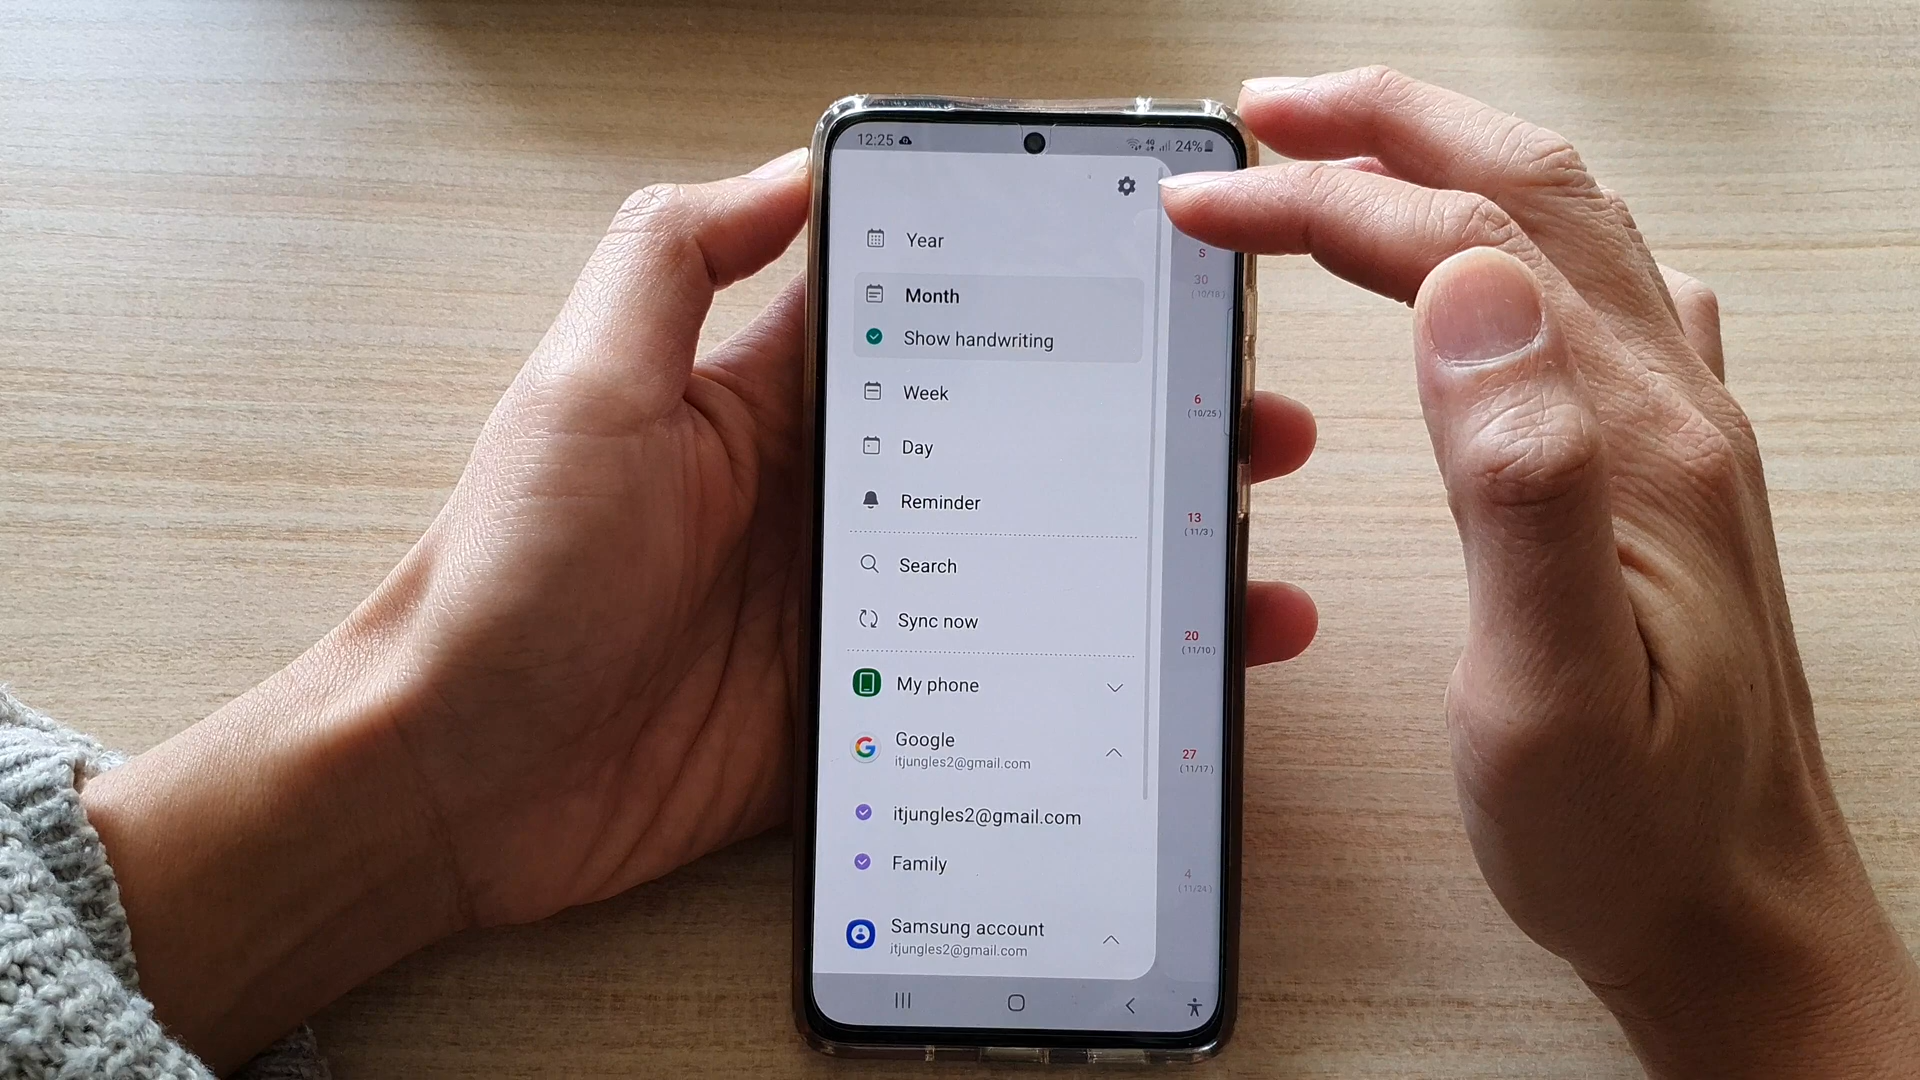 12:25
4G 24%
Year
Month
Show handwriting
Week
Day
Reminder
Search
Sync now
My phone
Google
itjungles2@gmail.com
itjungles2@gmail.com
Family
Samsung account
itjungles2@gmail.com
S
30
(10/18)
6
(10/25)
13
(11/3)
20
(11/10)
27
(11/17)
4
(11/24)